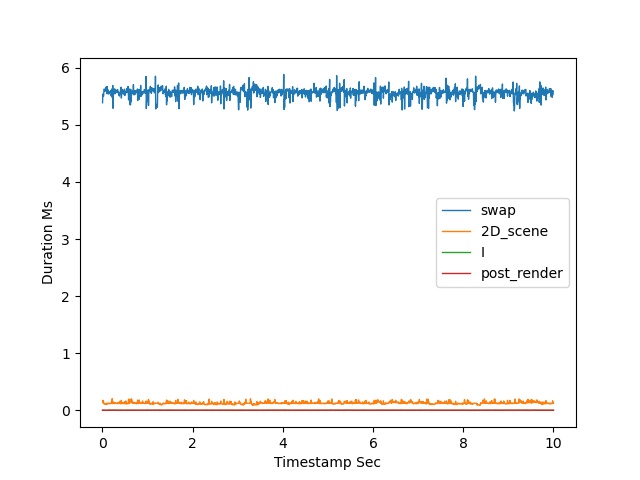 6
5
4
3
2
1
0
Duration Ms
swap
2D_scene
I
post_render
0 2 4 6 8 10
Timestamp Sec